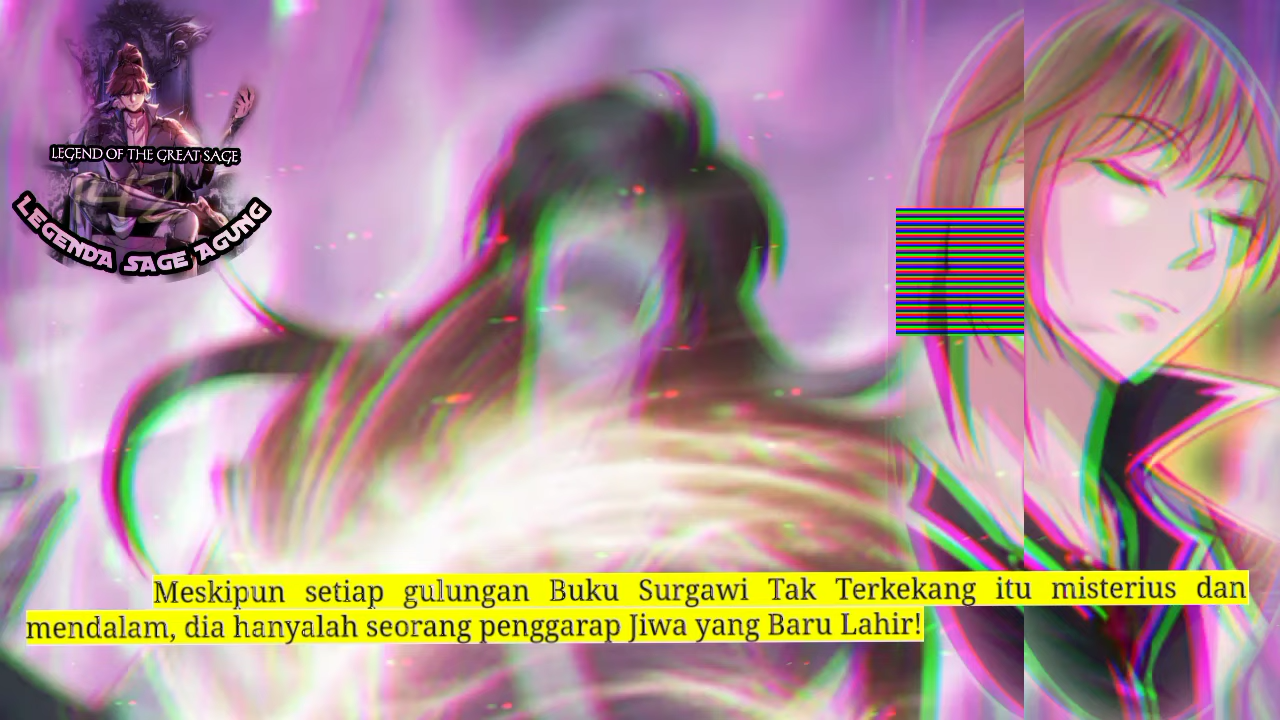 LEGEND OF THE GREAT SAGE
142
LEGENDA SAGE AGUNG
Meskipun setiap gulungan Buku Surgawi Tak Terkekang itu misterius dan
mendalam, dia hanyalah seorang penggarap Jiwa yang Baru Lahir!